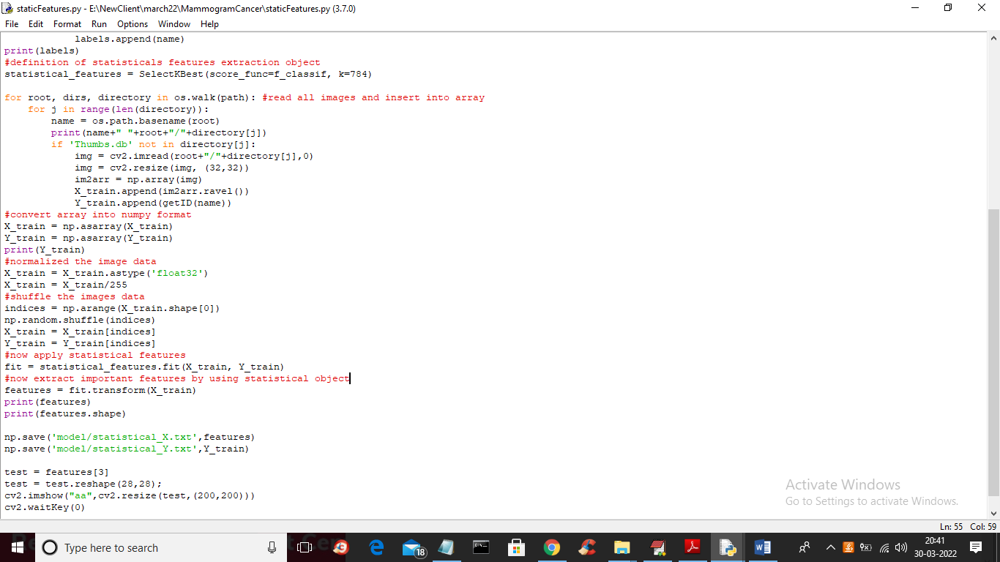 staticFeatures.py - E:\NewClient\march22\MammogramCancer\staticFeatures.py (3.7.0)
File Edit Format Run Options Window Help
            labels.append(name)
print(labels)
#definition of statisticals features extraction object
statistical_features = SelectKBest(score_func=f_classif, k=784)

for root, dirs, directory in os.walk(path): #read all images and insert into array
    for j in range(len(directory)):
        name = os.path.basename(root)
        print(name+" "+root+"/"+directory[j])
        if 'Thumbs.db' not in directory[j]:
            img = cv2.imread(root+"/"+directory[j],0)
            img = cv2.resize(img, (32,32))
            im2arr = np.array(img)
            X_train.append(im2arr.ravel())
            Y_train.append(getID(name))
#convert array into numpy format
X_train = np.asarray(X_train)
Y_train = np.asarray(Y_train)
print(Y_train)
#normalized the image data
X_train = X_train.astype('float32')
X_train = X_train/255
#shuffle the images data
indices = np.arange(X_train.shape[0])
np.random.shuffle(indices)
X_train = X_train[indices]
Y_train = Y_train[indices]
#now apply statistical features
fit = statistical_features.fit(X_train, Y_train)
#now extract important features by using statistical object
features = fit.transform(X_train)
print(features)
print(features.shape)

np.save('model/statistical_X.txt',features)
np.save('model/statistical_Y.txt',Y_train)

test = features[3]
test = test.reshape(28,28);
cv2.imshow("aa",cv2.resize(test,(200,200)))
cv2.waitKey(0)
Activate Windows
Go to Settings to activate Windows.
Ln: 55 Col: 59
Type here to search
18
20:41
30-03-2022